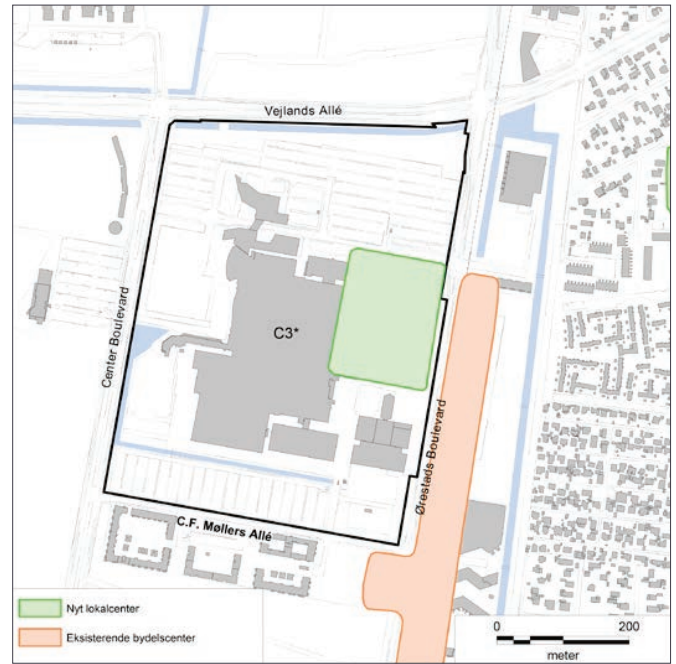 Vejlands Allé
Center Boulevard
C3*
Ørestads Boulevard
C.F. Møllers Allé
Nyt lokalcenter
Eksisterende bydelscenter
0 200
meter